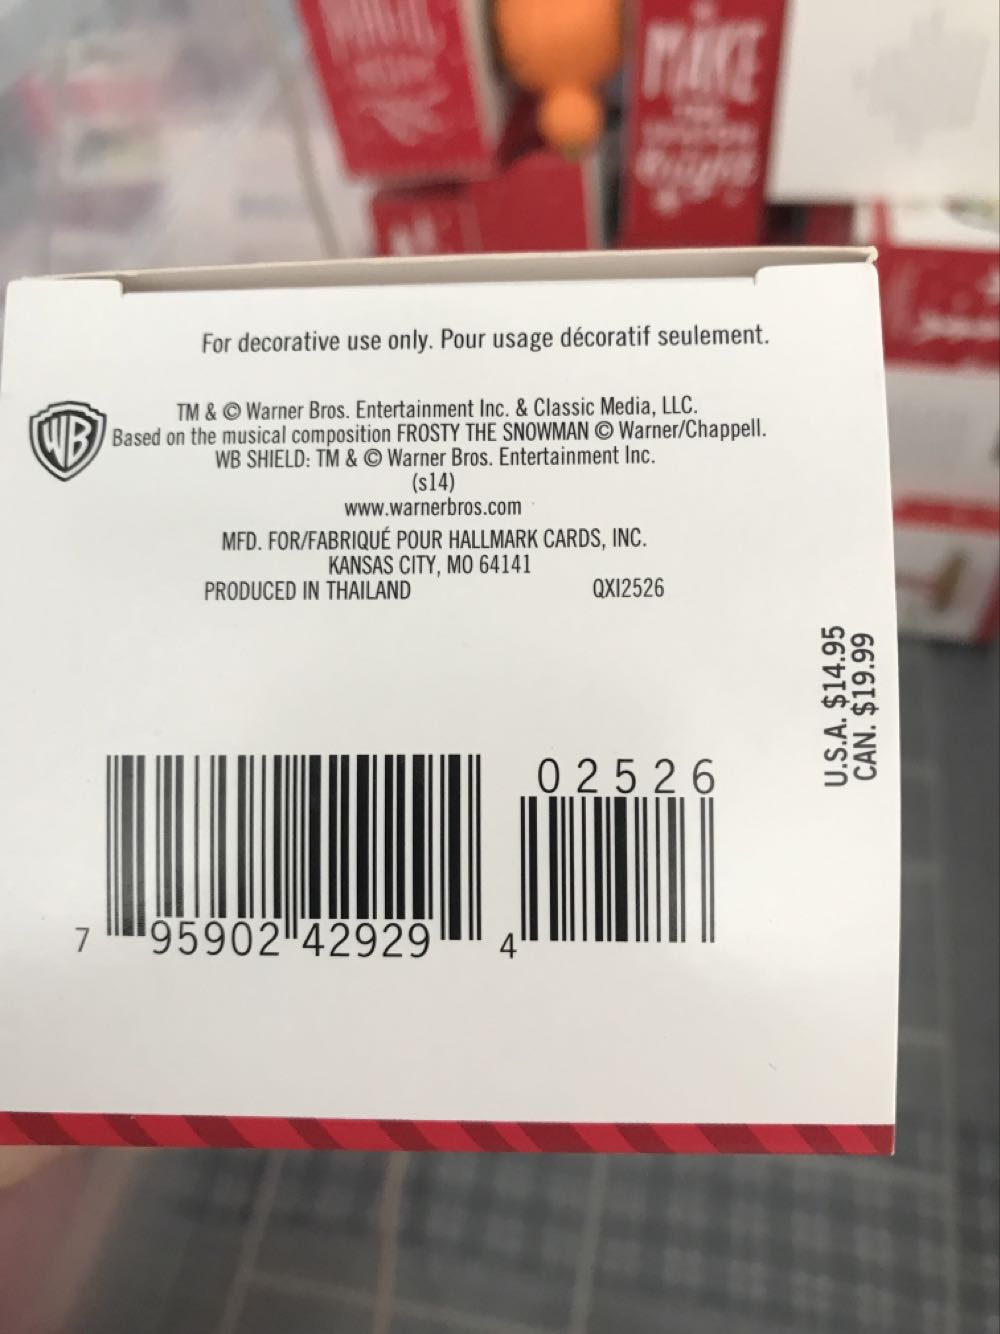 MAKE
For decorative use only. Pour usage décoratif seulement.
WB
TM & © Warner Bros. Entertainment Inc. & Classic Media, LLC.
Based on the musical composition FROSTY THE SNOWMAN © Warner/Chappell.
WB SHIELD: TM & © Warner Bros. Entertainment Inc.
(s14)
www.warnerbros.com
MFD. FOR/FABRIQUÉ POUR HALLMARK CARDS, INC.
KANSAS CITY, MO 64141
PRODUCED IN THAILAND QXI2526
U.S.A. $14.95
CAN. $19.99
02526
7 95902 42929 4